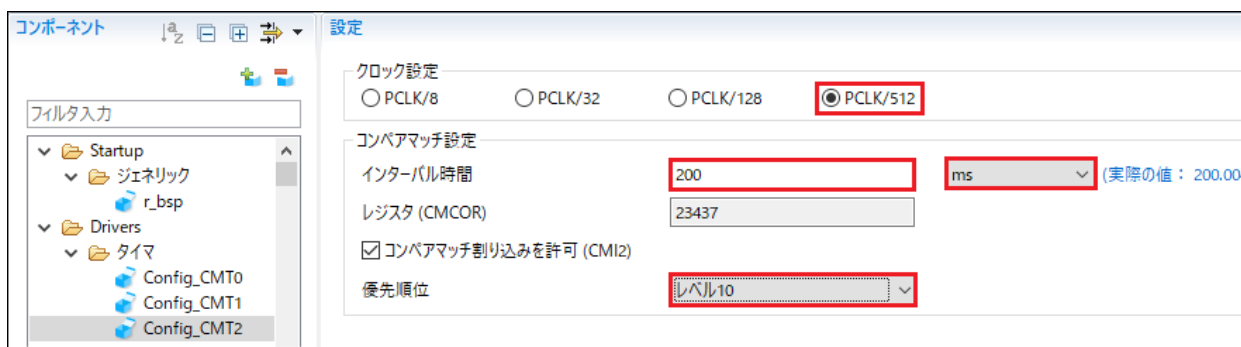 コンポーネント
設定
フィルタ入力
Startup
ジェネリック
r_bsp
Drivers
タイマ
Config_CMT0
Config_CMT1
Config_CMT2
クロック設定
PCLK/8 PCLK/32 PCLK/128 PCLK/512
コンペアマッチ設定
インターバル時間 200 ms (実際の値： 200.00
レジスタ (CMCOR) 23437
コンペアマッチ割り込みを許可 (CMI2)
優先順位 レベル10